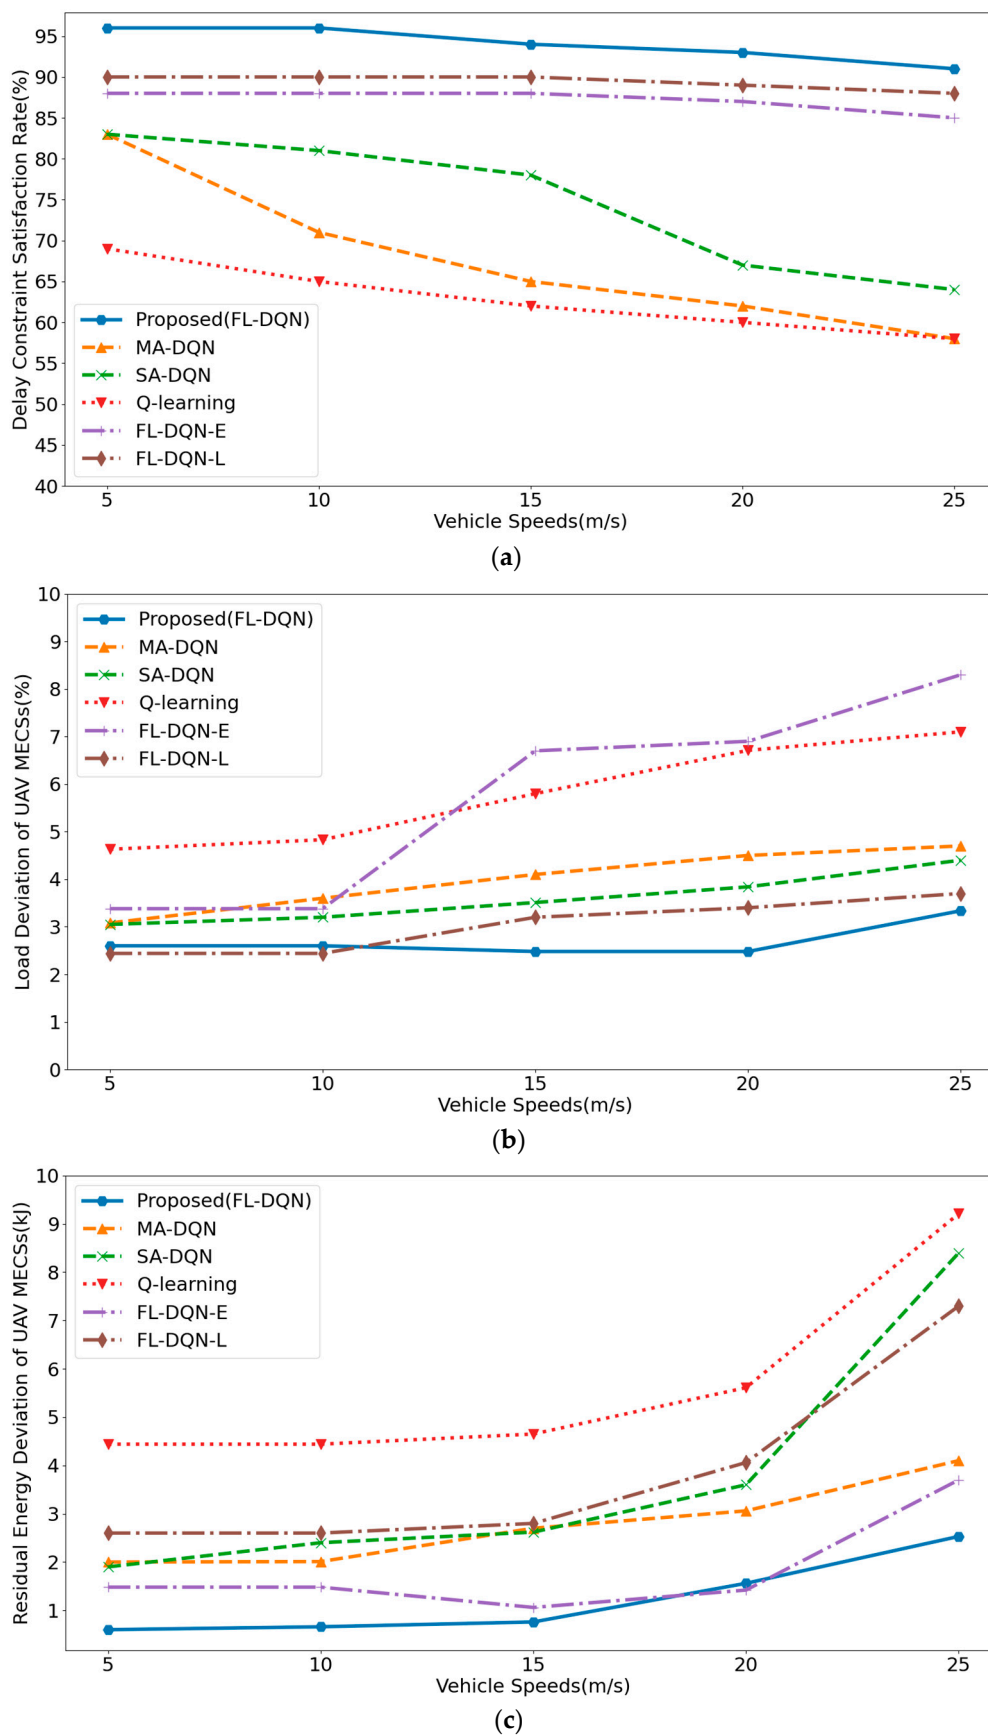 Delay Constraint Satisfaction Rate(%)
95
90
85
80
75
70
65
60
55
50
45
40
Proposed(FL-DQN)
MA-DQN
SA-DQN
Q-learning
FL-DQN-E
FL-DQN-L
5 10 15 20 25
Vehicle Speeds(m/s)
(a)
Load Deviation of UAV MECSs(%)
10
9
8
7
6
5
4
3
2
1
0
Proposed(FL-DQN)
MA-DQN
SA-DQN
Q-learning
FL-DQN-E
FL-DQN-L
5 10 15 20 25
Vehicle Speeds(m/s)
(b)
Residual Energy Deviation of UAV MECSs(kJ)
10
9
8
7
6
5
4
3
2
1
Proposed(FL-DQN)
MA-DQN
SA-DQN
Q-learning
FL-DQN-E
FL-DQN-L
5 10 15 20 25
Vehicle Speeds(m/s)
(c)